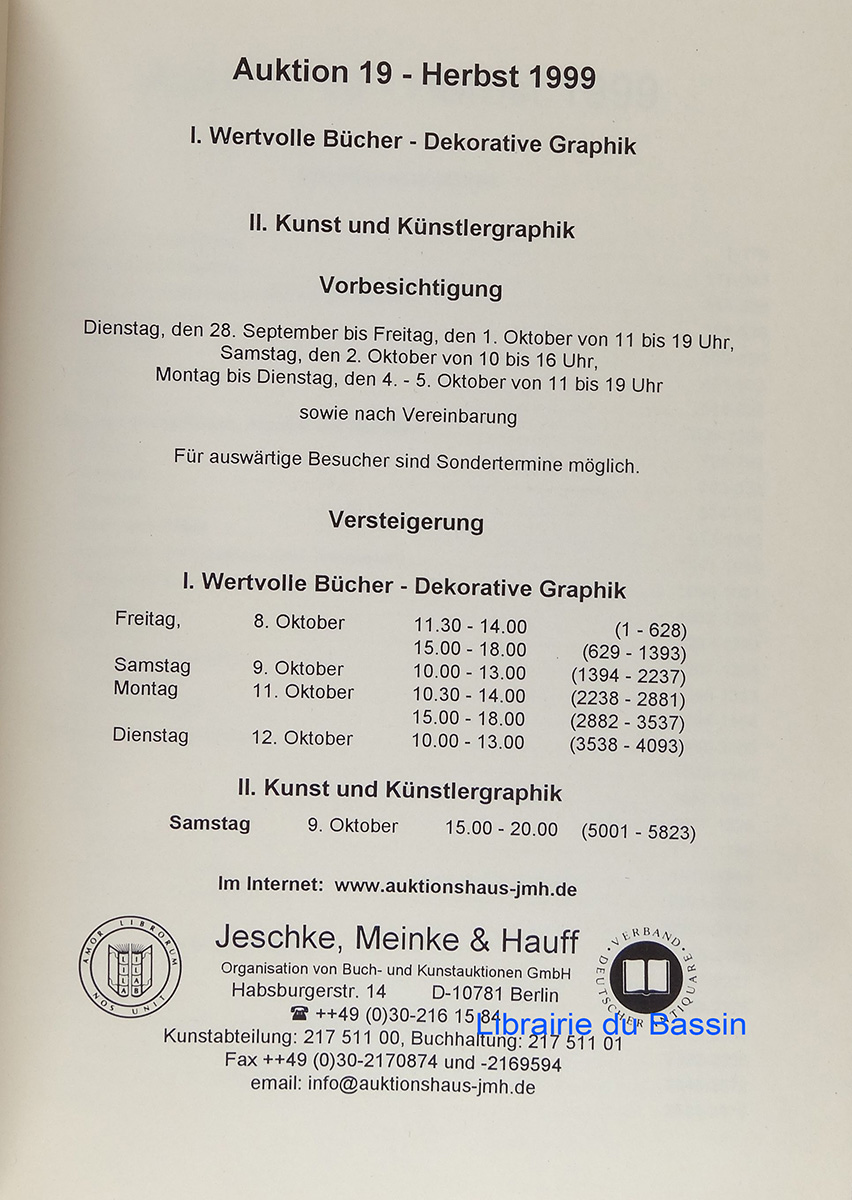 Auktion 19 - Herbst 1999
I. Wertvolle Bücher - Dekorative Graphik
II. Kunst und Künstlergraphik
Vorbesichtigung
Dienstag, den 28. September bis Freitag, den 1. Oktober von 11 bis 19 Uhr,
Samstag, den 2. Oktober von 10 bis 16 Uhr,
Montag bis Dienstag, den 4. - 5. Oktober von 11 bis 19 Uhr
sowie nach Vereinbarung
Für auswärtige Besucher sind Sondertermine möglich.
Versteigerung
I. Wertvolle Bücher - Dekorative Graphik
Freitag, 8. Oktober 11.30 - 14.00 (1 - 628)
15.00 - 18.00 (629 - 1393)
Samstag 9. Oktober 10.00 - 13.00 (1394 - 2237)
Montag 11. Oktober 10.30 - 14.00 (2238 - 2881)
15.00 - 18.00 (2882 - 3537)
Dienstag 12. Oktober 10.00 - 13.00 (3538 - 4093)
II. Kunst und Künstlergraphik
Samstag 9. Oktober 15.00 - 20.00 (5001 - 5823)
Im Internet: www.auktionshaus-jmh.de
AMOR LIBRORUM NOS UNIT
LILA ILAB
Jeschke, Meinke & Hauff
Organisation von Buch- und Kunstauktionen GmbH
Habsburgerstr. 14 D-10781 Berlin
VERBAND DEUTSCHER ANTIQUARE
☎ ++49 (0)30-216 15 84
Librairie du Bassin
Kunstabteilung: 217 511 00, Buchhaltung: 217 511 01
Fax ++49 (0)30-2170874 und -2169594
email: info@auktionshaus-jmh.de